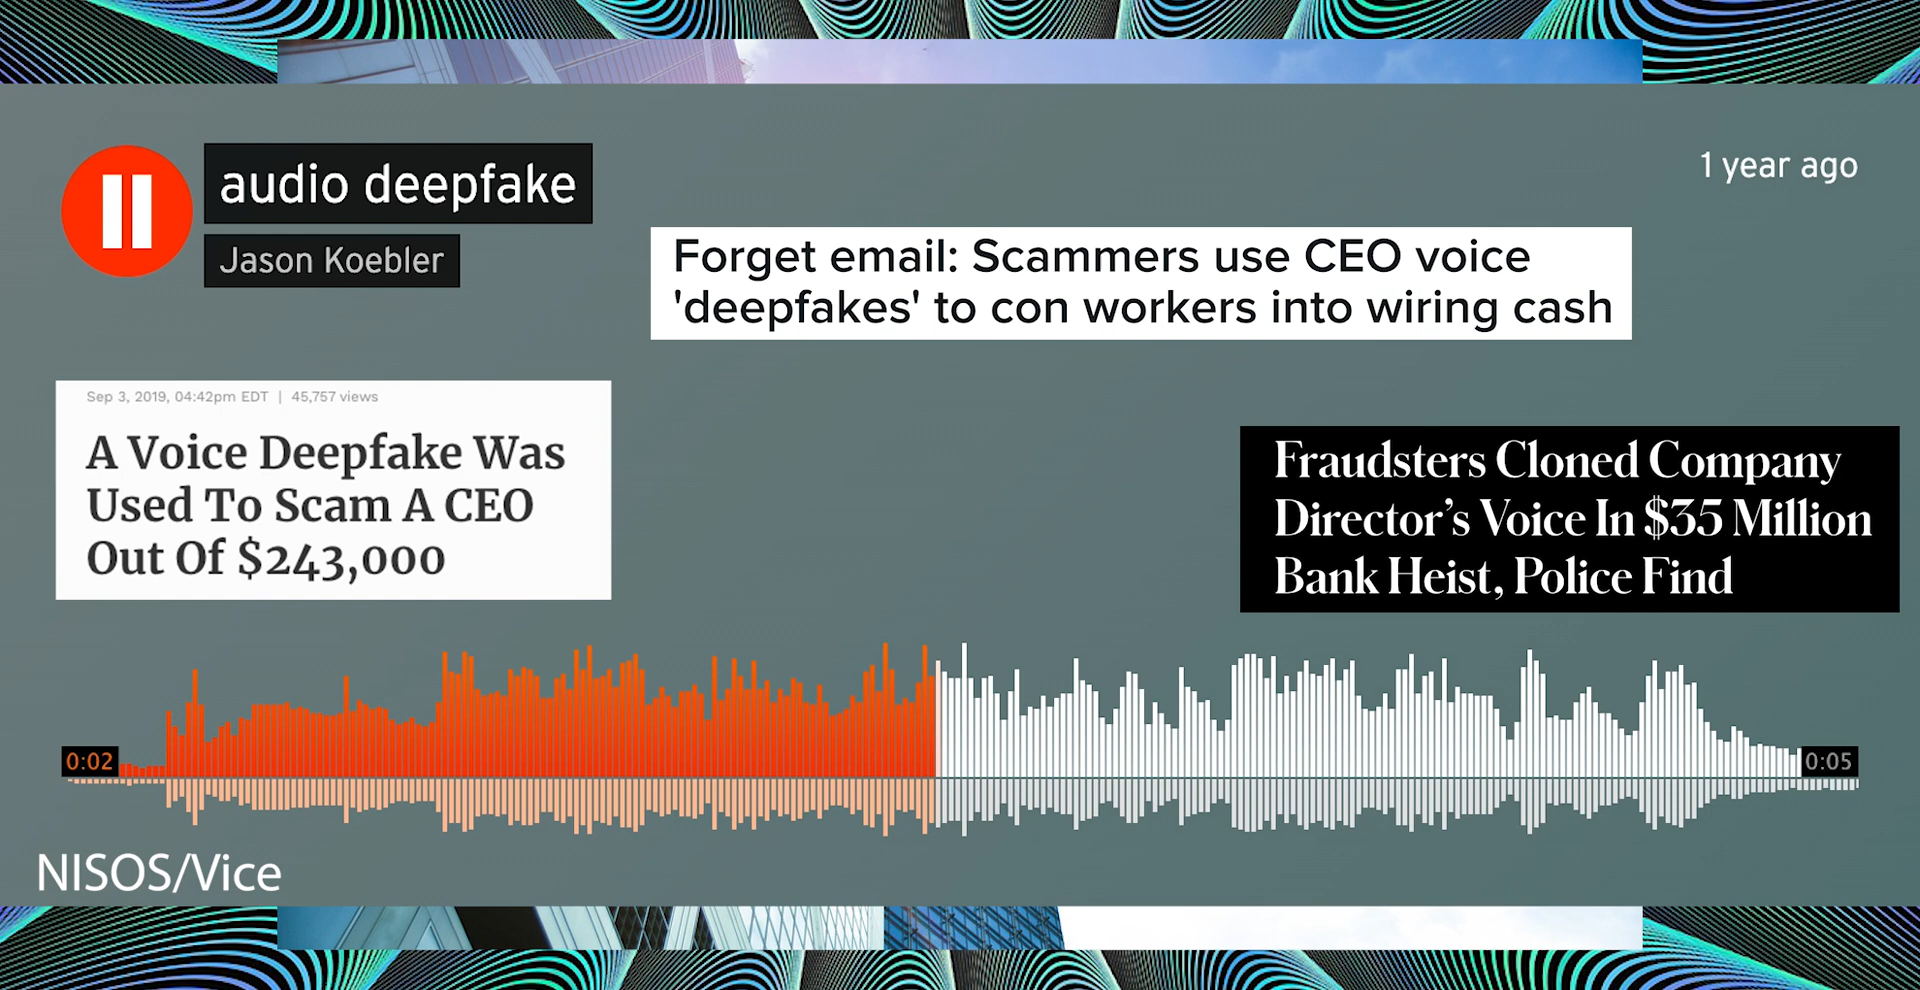 audio deepfake
Jason Koebler
1 year ago
Forget email: Scammers use CEO voice
'deepfakes' to con workers into wiring cash
Sep 3, 2019, 04:42pm EDT | 45,757 views
A Voice Deepfake Was
Used To Scam A CEO
Out Of $243,000
Fraudsters Cloned Company
Director's Voice In $35 Million
Bank Heist, Police Find
0:02
0:05
NISOS/Vice